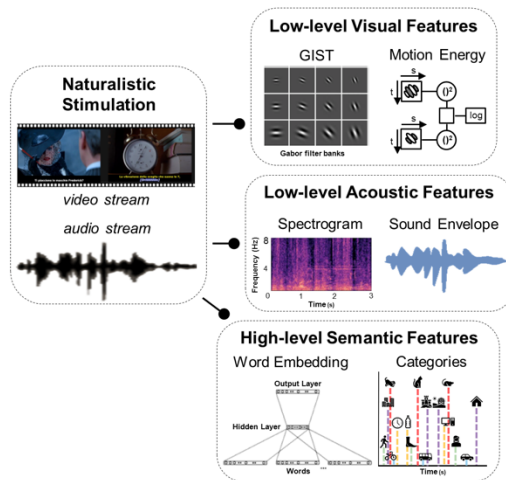 Naturalistic
Stimulation
video stream
audio stream
Low-level Visual Features
GIST
Motion Energy
Gabor filter banks
s
t
()²
log
s
t
()²
Low-level Acoustic Features
Spectrogram
Sound Envelope
Frequency (Hz)
8
4
0
0
1
2
3
Time (s)
High-level Semantic Features
Word Embedding
Categories
Output Layer
Hidden Layer
Words
...
Time (s)